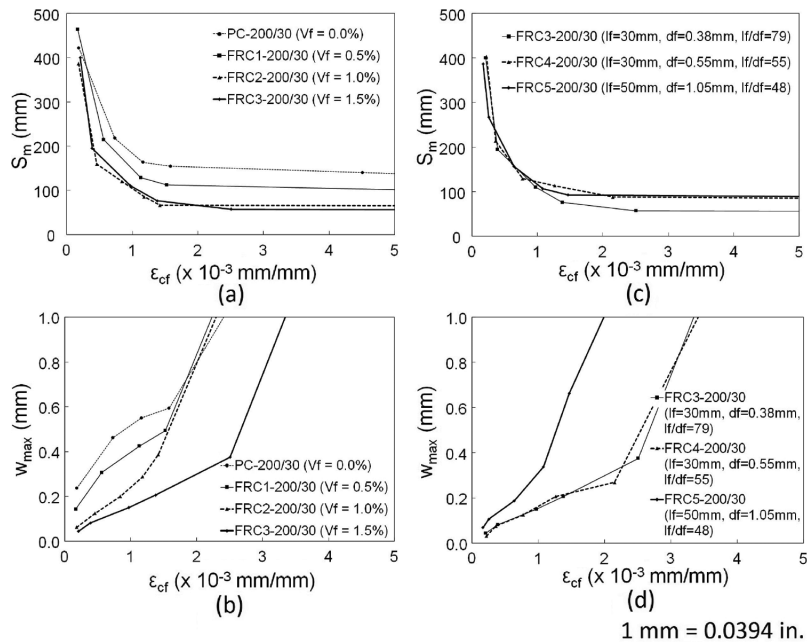 500
400
300
200
100
0
S_m (mm)
PC-200/30 (Vf = 0.0%)
FRC1-200/30 (Vf = 0.5%)
FRC2-200/30 (Vf = 1.0%)
FRC3-200/30 (Vf = 1.5%)
0 1 2 3 4 5
ε_cf (x 10⁻³ mm/mm)
(a)
500
400
300
200
100
0
S_m (mm)
FRC3-200/30 (lf=30mm, df=0.38mm, lf/df=79)
FRC4-200/30 (lf=30mm, df=0.55mm, lf/df=55)
FRC5-200/30 (lf=50mm, df=1.05mm, lf/df=48)
0 1 2 3 4 5
ε_cf (x 10⁻³ mm/mm)
(c)
1.0
0.8
0.6
0.4
0.2
0.0
w_max (mm)
PC-200/30 (Vf = 0.0%)
FRC1-200/30 (Vf = 0.5%)
FRC2-200/30 (Vf = 1.0%)
FRC3-200/30 (Vf = 1.5%)
0 1 2 3 4 5
ε_cf (x 10⁻³ mm/mm)
(b)
1.0
0.8
0.6
0.4
0.2
0.0
w_max (mm)
FRC3-200/30
(lf=30mm, df=0.38mm,
lf/df=79)
FRC4-200/30
(lf=30mm, df=0.55mm,
lf/df=55)
FRC5-200/30
(lf=50mm, df=1.05mm,
lf/df=48)
0 1 2 3 4 5
ε_cf (x 10⁻³ mm/mm)
(d)
1 mm = 0.0394 in.